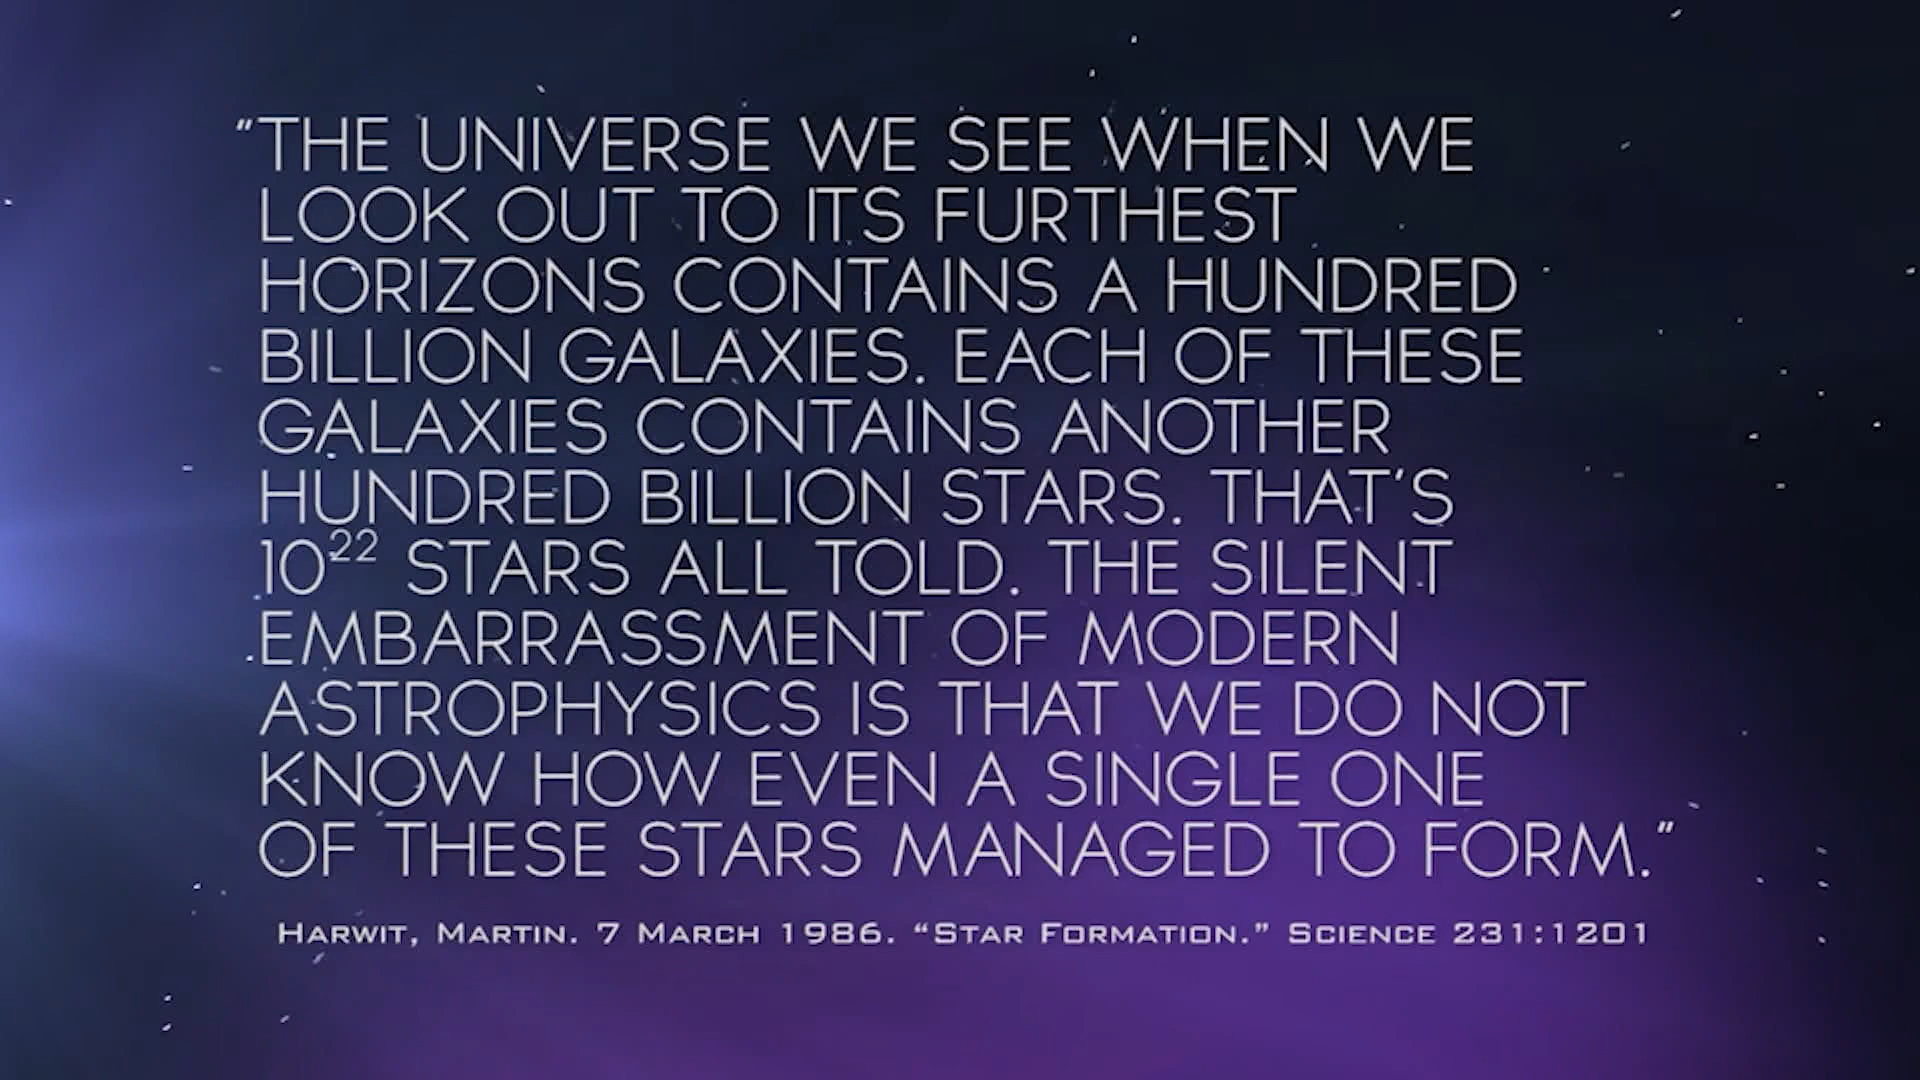 “THE UNIVERSE WE SEE WHEN WE
LOOK OUT TO ITS FURTHEST
HORIZONS CONTAINS A HUNDRED
BILLION GALAXIES. EACH OF THESE
GALAXIES CONTAINS ANOTHER
HUNDRED BILLION STARS. THAT’S
10²² STARS ALL TOLD. THE SILENT
EMBARRASSMENT OF MODERN
ASTROPHYSICS IS THAT WE DO NOT
KNOW HOW EVEN A SINGLE ONE
OF THESE STARS MANAGED TO FORM.”
HARWIT, MARTIN. 7 MARCH 1986. “STAR FORMATION.” SCIENCE 231:1201